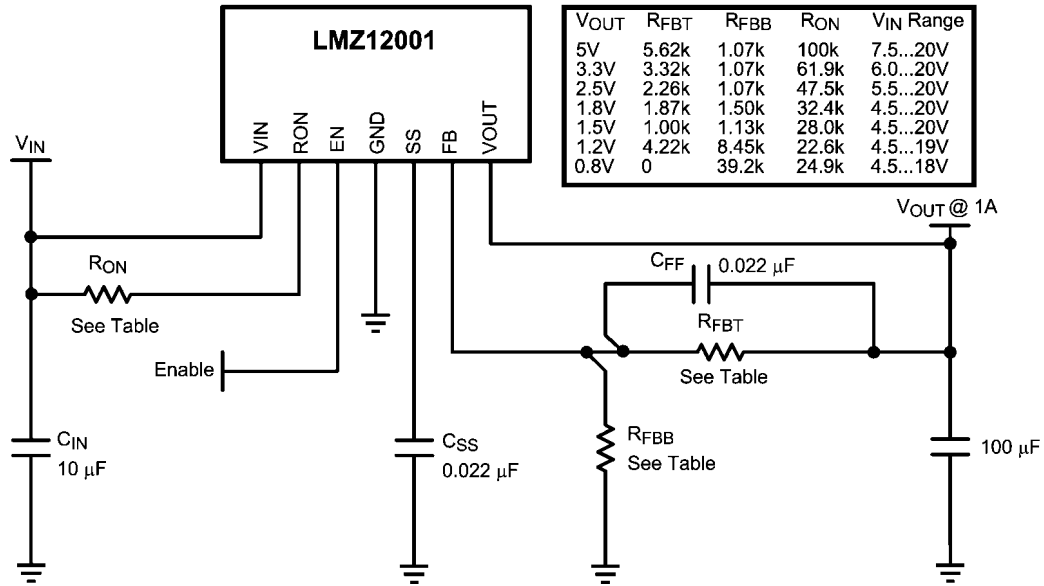 LMZ12001
VIN
RON
EN
GND
SS
FB
VOUT
VOUT RFBT RFBB RON VIN Range
5V 5.62k 1.07k 100k 7.5...20V
3.3V 3.32k 1.07k 61.9k 6.0...20V
2.5V 2.26k 1.07k 47.5k 5.5...20V
1.8V 1.87k 1.50k 32.4k 4.5...20V
1.5V 1.00k 1.13k 28.0k 4.5...20V
1.2V 4.22k 8.45k 22.6k 4.5...19V
0.8V 0 39.2k 24.9k 4.5...18V
VIN
VOUT @ 1A
RON
See Table
CFF 0.022 μF
RFBT
See Table
Enable
CIN
10 μF
CSS
0.022 μF
RFBB
See Table
100 μF